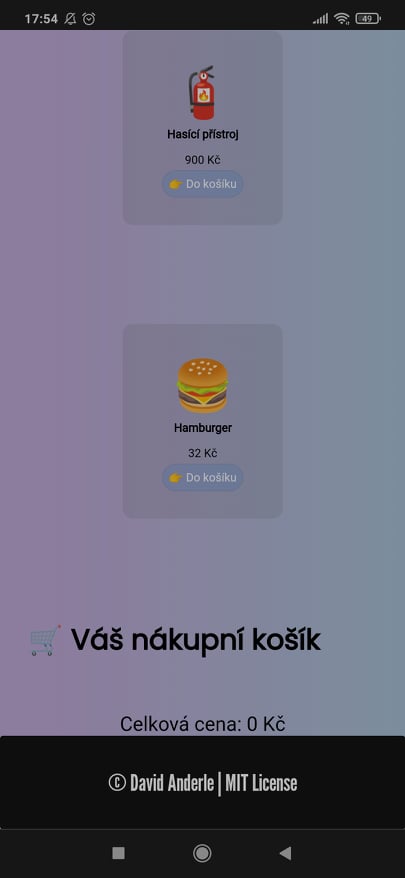 17:54
49
Hasící přístroj
900 Kč
👉 Do košíku
Hamburger
32 Kč
👉 Do košíku
🛒 Váš nákupní košík
Celková cena: 0 Kč
© David Anderle | MIT License